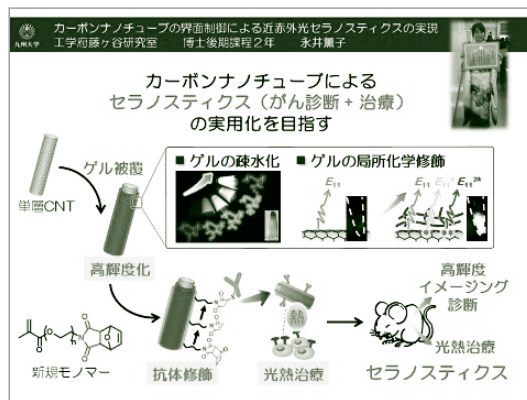 カーボンナノチューブの界面制御による近赤外光セラノスティクスの実現
九州大学
工学府藤ヶ谷研究室 博士後期課程2年 永井薫子
カーボンナノチューブによる
セラノスティクス（がん診断 + 治療）
の実用化を目指す
ゲル被覆
■ ゲルの疎水化
■ ゲルの局所化学修飾
単層CNT
E11
E11
E11
E11 2*
高輝度化
高輝度
イメージング
診断
熱
光熱治療
新規モノマー
抗体修飾
光熱治療
セラノスティクス